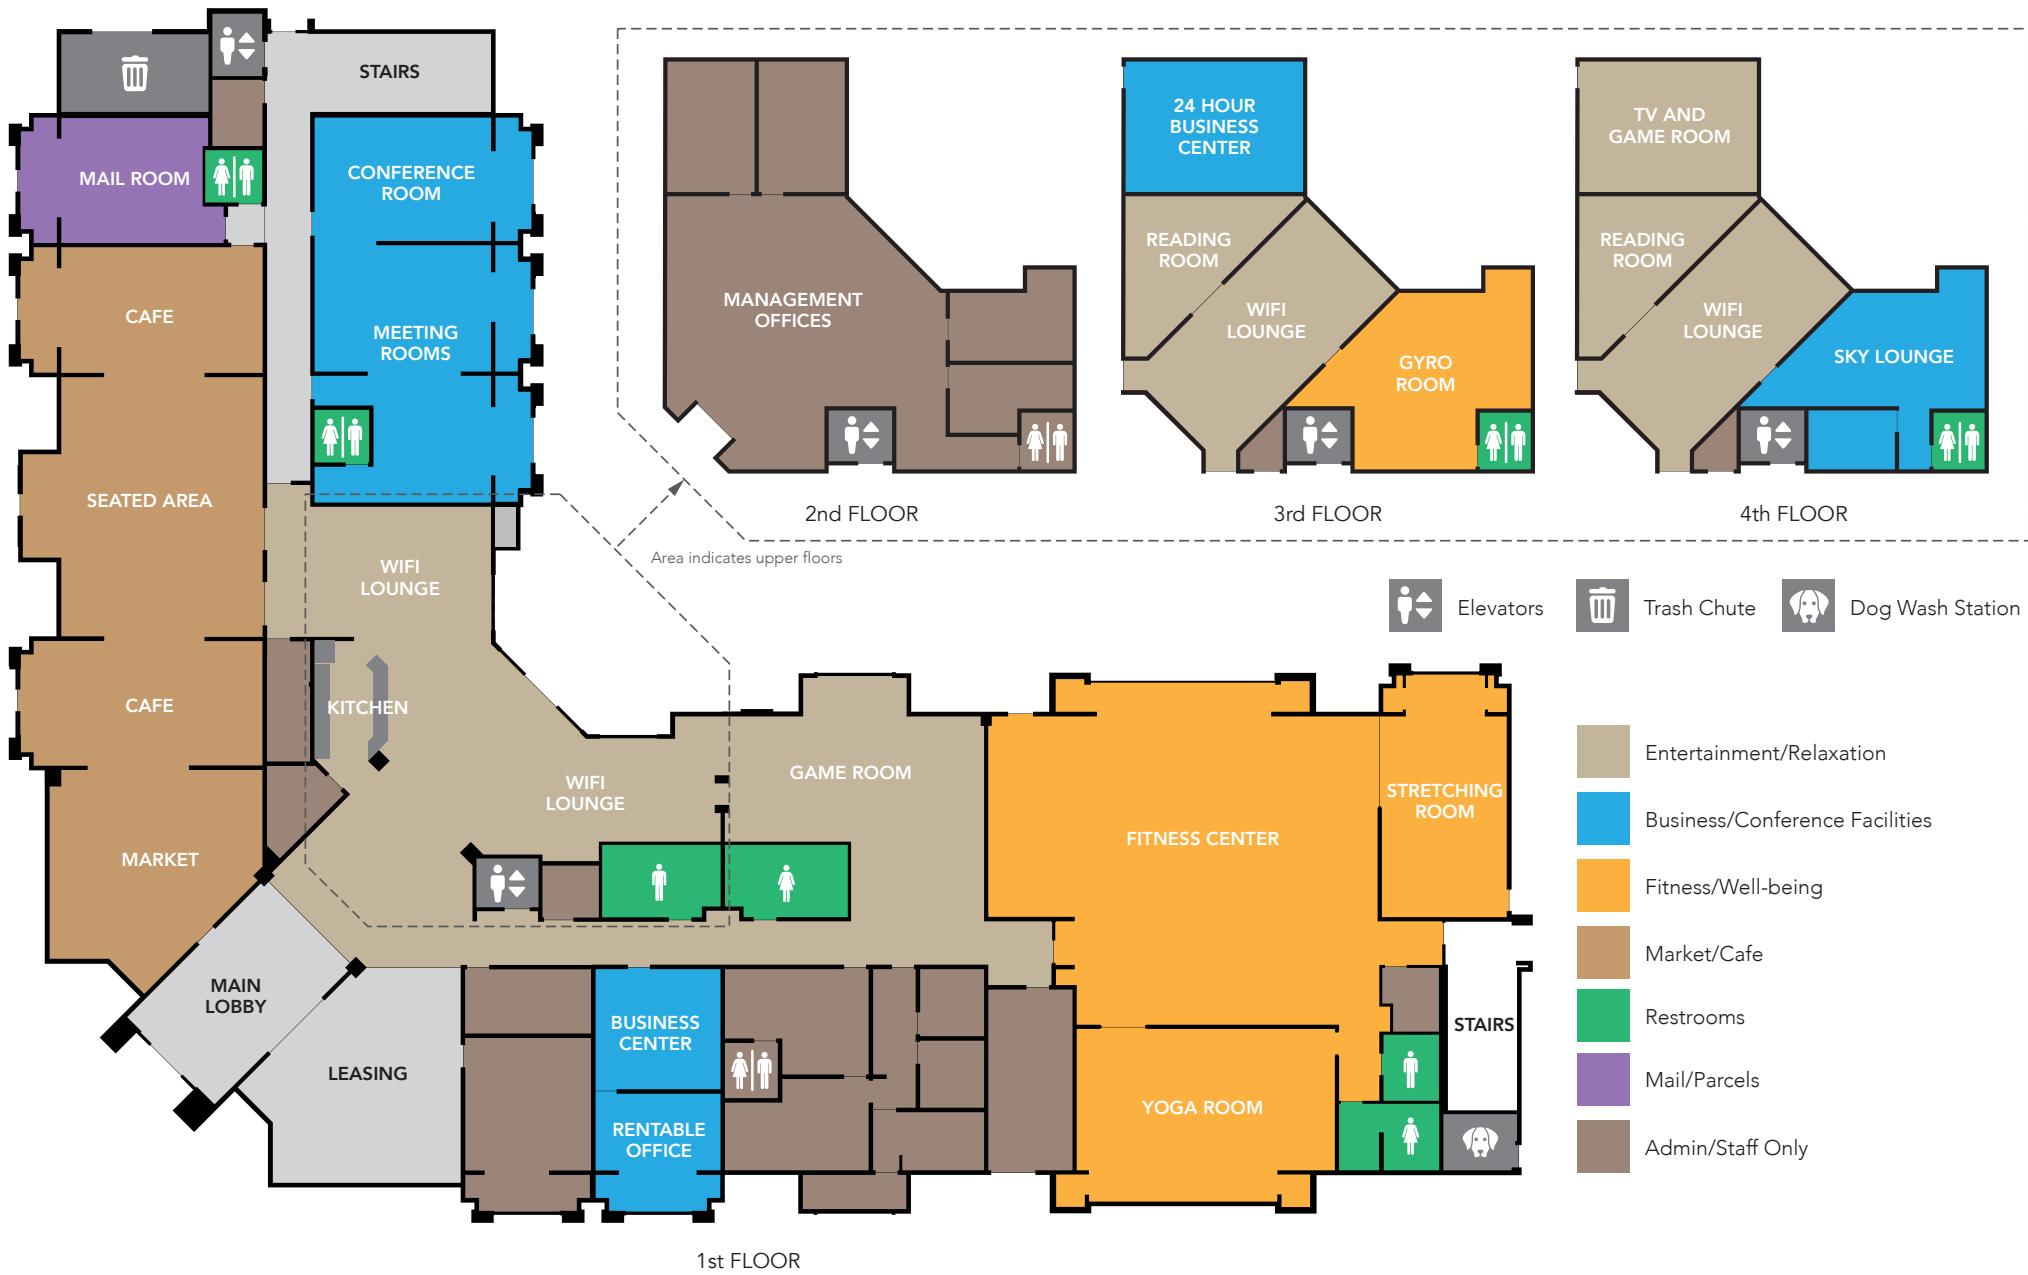 STAIRS
MAIL ROOM
CONFERENCE
ROOM
CAFE
MEETING
ROOMS
SEATED AREA
WIFI
LOUNGE
CAFE
KITCHEN
WIFI
LOUNGE
GAME ROOM
MARKET
FITNESS CENTER
STRETCHING
ROOM
MAIN
LOBBY
LEASING
BUSINESS
CENTER
RENTABLE
OFFICE
YOGA ROOM
STAIRS
1st FLOOR
MANAGEMENT
OFFICES
2nd FLOOR
24 HOUR
BUSINESS
CENTER
READING
ROOM
WIFI
LOUNGE
GYRO
ROOM
3rd FLOOR
TV AND
GAME ROOM
READING
ROOM
WIFI
LOUNGE
SKY LOUNGE
4th FLOOR
Area indicates upper floors
Elevators
Trash Chute
Dog Wash Station
Entertainment/Relaxation
Business/Conference Facilities
Fitness/Well-being
Market/Cafe
Restrooms
Mail/Parcels
Admin/Staff Only